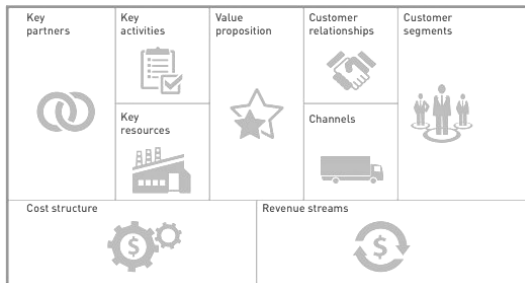 Key
partners
Key
activities
Value
proposition
Customer
relationships
Customer
segments
Key
resources
Channels
Cost structure
$
Revenue streams
$